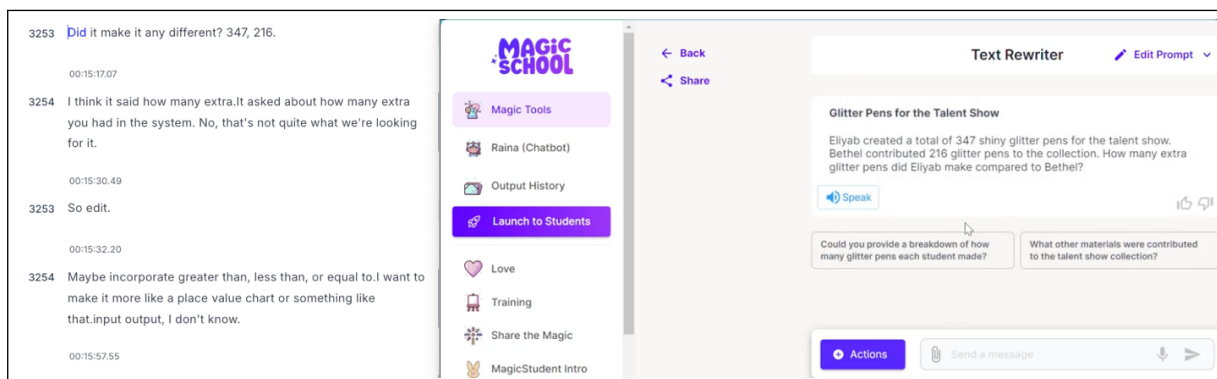 3253 Did it make it any different? 347, 216.
00:15:17.07
3254 I think it said how many extra.It asked about how many extra
you had in the system. No, that's not quite what we're looking
for it.
00:15:30.49
3253 So edit.
00:15:32.20
3254 Maybe incorporate greater than, less than, or equal to.I want to
make it more like a place value chart or something like
that.input output, I don't know.
00:15:57.55
MAGIC
SCHOOL
Magic Tools
Raina (Chatbot)
Output History
Launch to Students
Love
Training
Share the Magic
MagicStudent Intro
Back
Share
Text Rewriter
Edit Prompt
Glitter Pens for the Talent Show
Eliyab created a total of 347 shiny glitter pens for the talent show.
Bethel contributed 216 glitter pens to the collection. How many extra
glitter pens did Eliyab make compared to Bethel?
Speak
Could you provide a breakdown of how
many glitter pens each student made?
What other materials were contributed
to the talent show collection?
Actions
Send a message